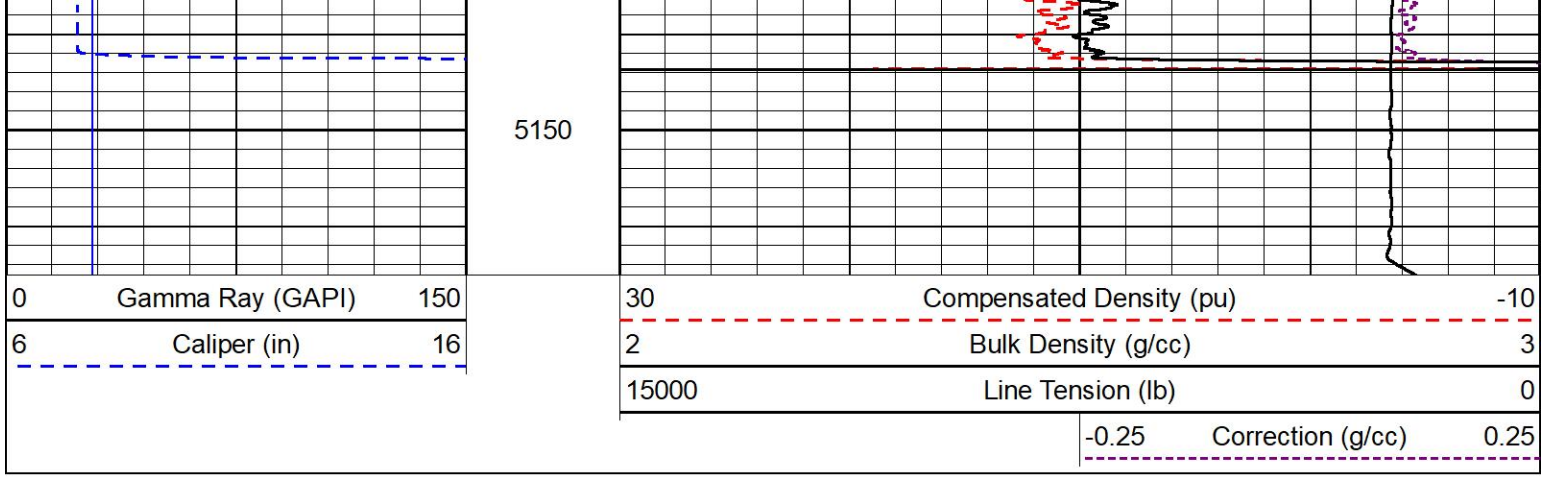 5150
0 Gamma Ray (GAPI) 150
6 Caliper (in) 16
30 Compensated Density (pu) -10
2 Bulk Density (g/cc) 3
15000 Line Tension (lb) 0
-0.25 Correction (g/cc) 0.25